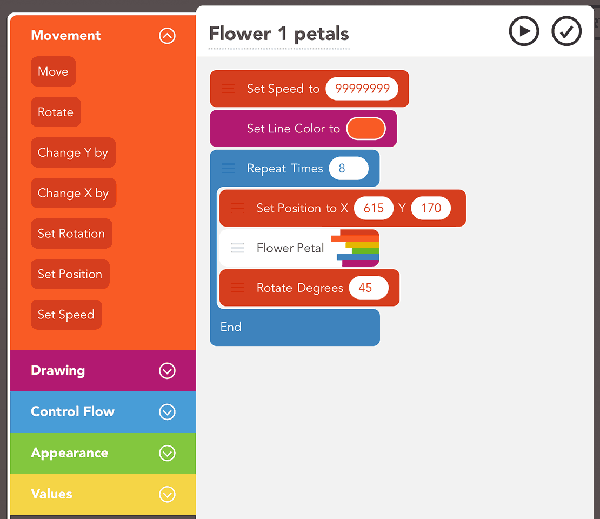 Movement
Move
Rotate
Change Y by
Change X by
Set Rotation
Set Position
Set Speed
Drawing
Control Flow
Appearance
Values
Flower 1 petals
Set Speed to 99999999
Set Line Color to
Repeat Times 8
Set Position to X 615 Y 170
Flower Petal
Rotate Degrees 45
End